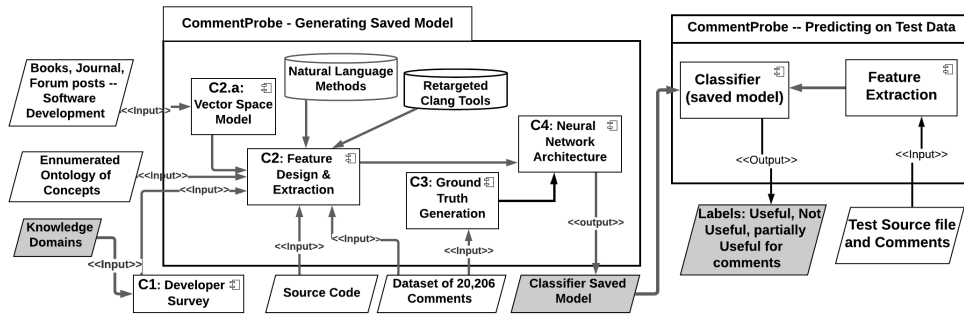 CommentProbe - Generating Saved Model
CommentProbe -- Predicting on Test Data
Books, Journal,
Forum posts --
Software
Development
<<Input>>
C2.a:
Vector Space
Model
Natural Language
Methods
Retargeted
Clang Tools
C4: Neural
Network
Architecture
Classifier
(saved model)
Feature
Extraction
Ennumerated
Ontology of
Concepts
<<Input>>
<<Input>>
C2: Feature
Design &
Extraction
C3: Ground
Truth
Generation
<<Output>>
<<Input>>
Knowledge
Domains
<<Input>>
<<Input>>
<<Input>>
<<Input>>
<<output>>
Labels: Useful, Not
Useful, partially
Useful for
comments
Test Source file
and Comments
C1: Developer
Survey
Source Code
Dataset of 20,206
Comments
Classifier Saved
Model